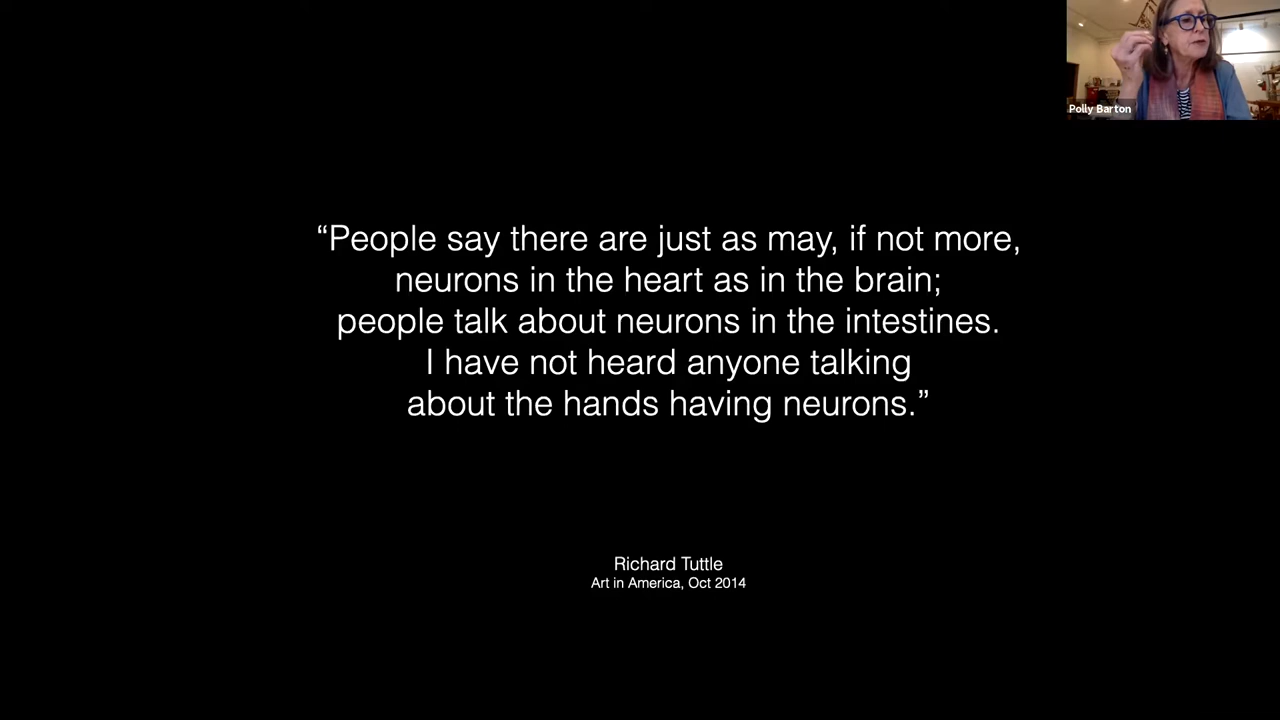 Polly Barton
“People say there are just as may, if not more,
neurons in the heart as in the brain;
people talk about neurons in the intestines.
I have not heard anyone talking
about the hands having neurons.”
Richard Tuttle
Art in America, Oct 2014